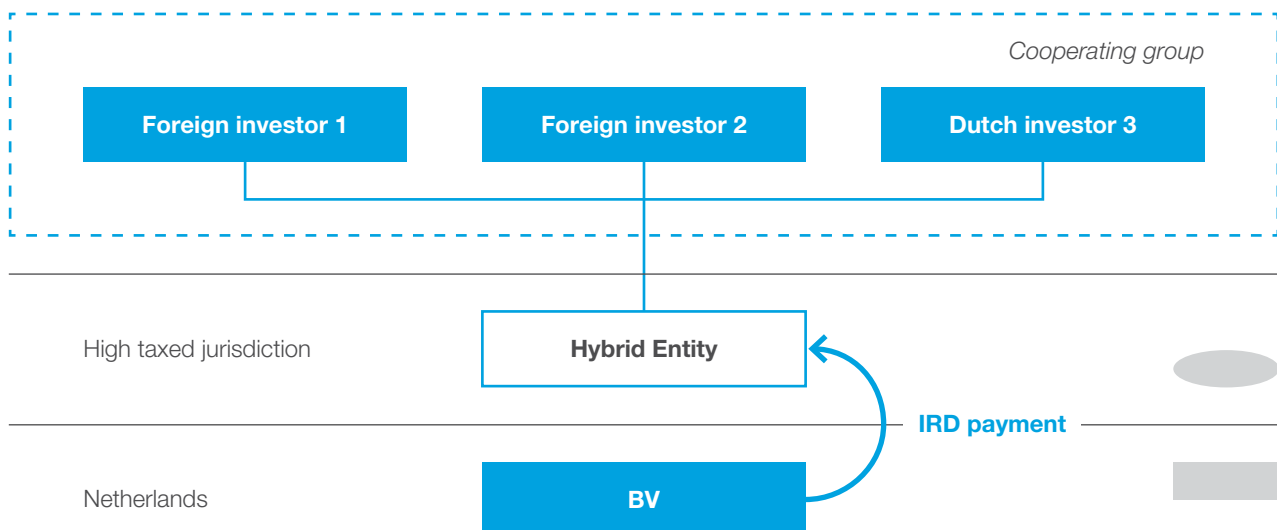 Cooperating group
Foreign investor 1
Foreign investor 2
Dutch investor 3
High taxed jurisdiction
Hybrid Entity
IRD payment
Netherlands
BV